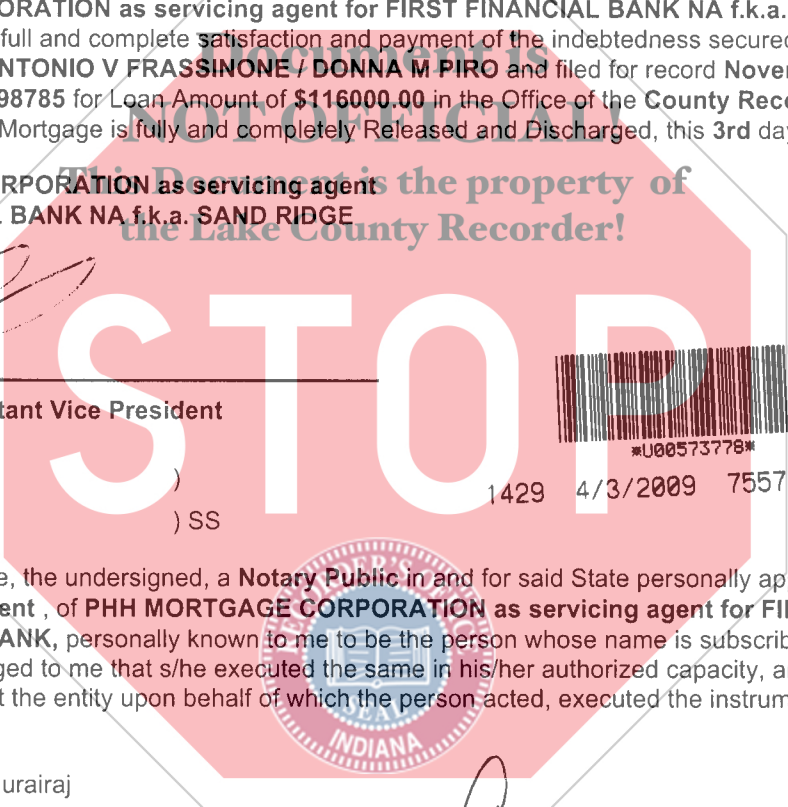 ORATION as servicing agent for FIRST FINANCIAL BANK NA f.k.a.
full and complete satisfaction and payment of the indebtedness secured
NTONIO V FRASSINONE / DONNA M PIRO and filed for record Novem
98785 for Loan Amount of $116000.00 in the Office of the County Reco
Mortgage is fully and completely Released and Discharged, this 3rd day
Document is
NOT OFFICIAL!
This Document is the property of
the Lake County Recorder!
RPORATION as servicing agent
BANK NA f.k.a. SAND RIDGE
STOP
tant Vice President
*U00573778*
1429 4/3/2009 7557
)
) SS
e, the undersigned, a Notary Public in and for said State personally ap
ent , of PHH MORTGAGE CORPORATION as servicing agent for FI
ANK, personally known to me to be the person whose name is subscrib
ged to me that s/he executed the same in his/her authorized capacity, a
t the entity upon behalf of which the person acted, executed the instrum
RECORDER'S OFFICE
SEAL
INDIANA
urairaj